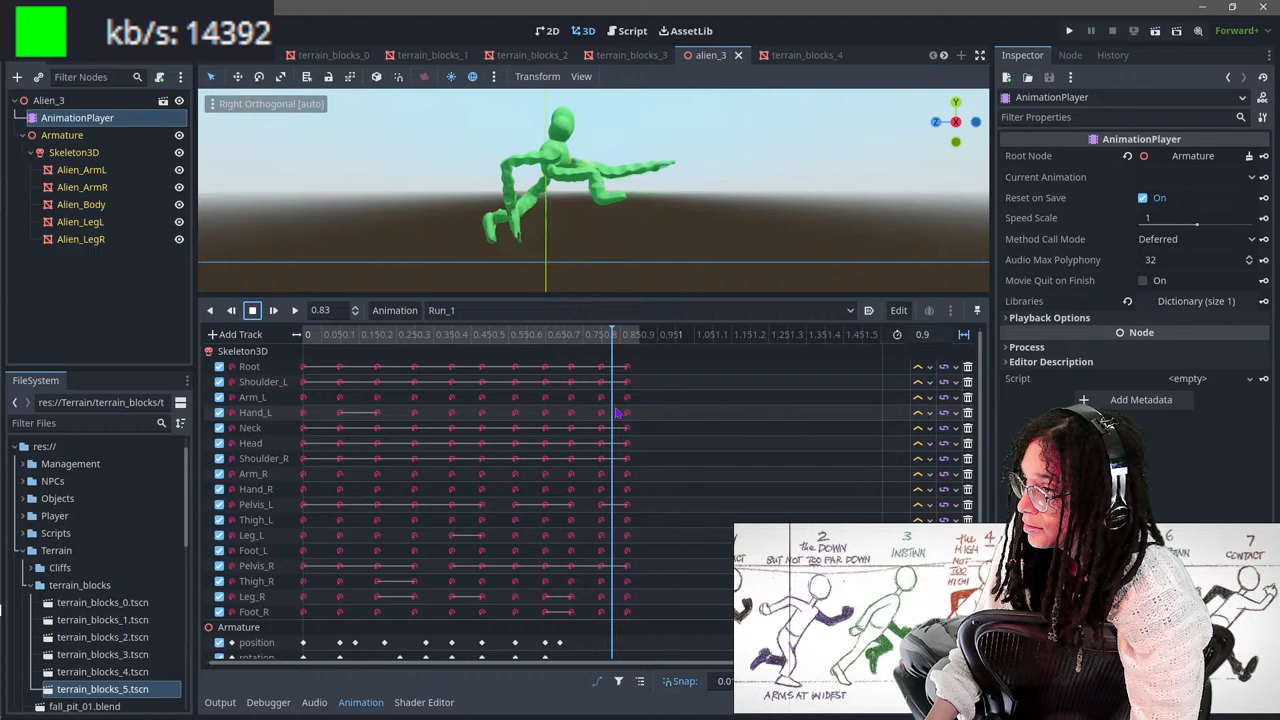 kb/s: 14392
2D
3D
Script
AssetLib
Forward+
terrain_blocks_0
terrain_blocks_1
terrain_blocks_2
terrain_blocks_3
alien_3
terrain_blocks_4
Inspector
Node
History
Filter Nodes
Transform
View
AnimationPlayer
Alien_3
Right Orthogonal [auto]
Y
Z
X
Filter Properties
AnimationPlayer
Armature
Skeleton3D
Alien_ArmL
Alien_ArmR
Alien_Body
Alien_LegL
Alien_LegR
AnimationPlayer
Root Node
Armature
Current Animation
Reset on Save
On
Speed Scale
1
Method Call Mode
Deferred
Audio Max Polyphony
32
Movie Quit on Finish
On
Libraries
Dictionary (size 1)
Playback Options
Node
Process
Editor Description
Script
<empty>
Add Metadata
0.83
Animation
Run_1
Edit
Add Track
0
0.9
Skeleton3D
Root
Shoulder_L
Arm_L
Hand_L
Neck
Head
Shoulder_R
Arm_R
Hand_R
Pelvis_L
Thigh_L
Leg_L
Foot_L
Pelvis_R
Thigh_R
Leg_R
Foot_R
Armature
position
rotation
Snap:
0.01
Output
Debugger
Audio
Animation
Shader Editor
FileSystem
res://Terrain/terrain_blocks/t
Filter Files
res://
Management
NPCs
Objects
Player
Scripts
Terrain
Cliffs
terrain_blocks
terrain_blocks_0.tscn
terrain_blocks_1.tscn
terrain_blocks_2.tscn
terrain_blocks_3.tscn
terrain_blocks_4.tscn
terrain_blocks_5.tscn
fall_pit_01.blend
2
the DOWN
BUT NOT TOO FAR DOWN
ARMS AT WIDEST
3
the
HIGH
4
NOT
TOO
HIGH
6
7
CONTACT